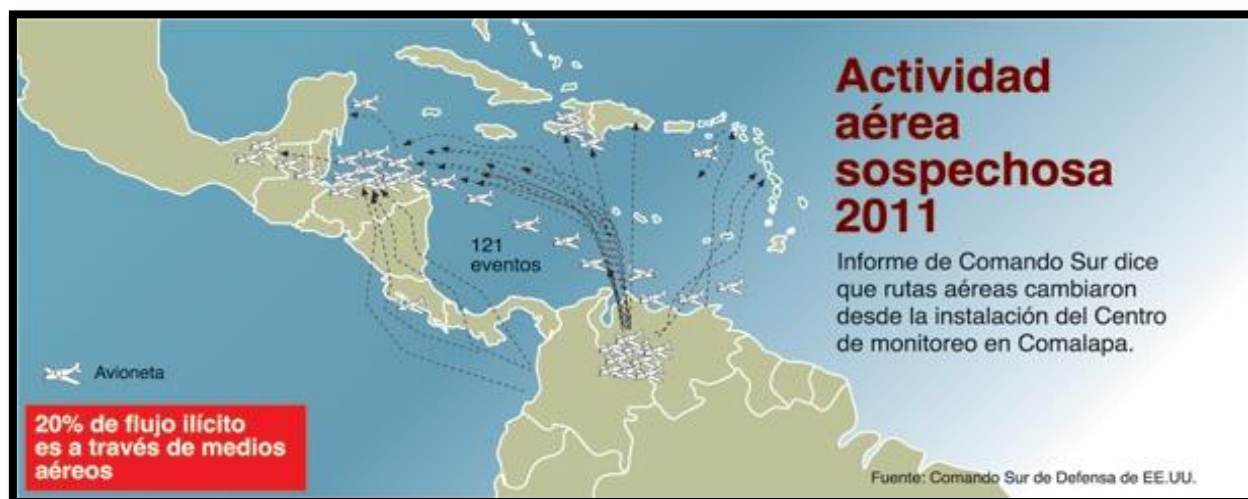 Actividad
aérea
sospechosa
2011
Informe de Comando Sur dice
que rutas aéreas cambiaron
desde la instalación del Centro
de monitoreo en Comalapa.
121
eventos
Avioneta
20% de flujo ilícito
es a través de medios
aéreos
Fuente: Comando Sur de Defensa de EE.UU.